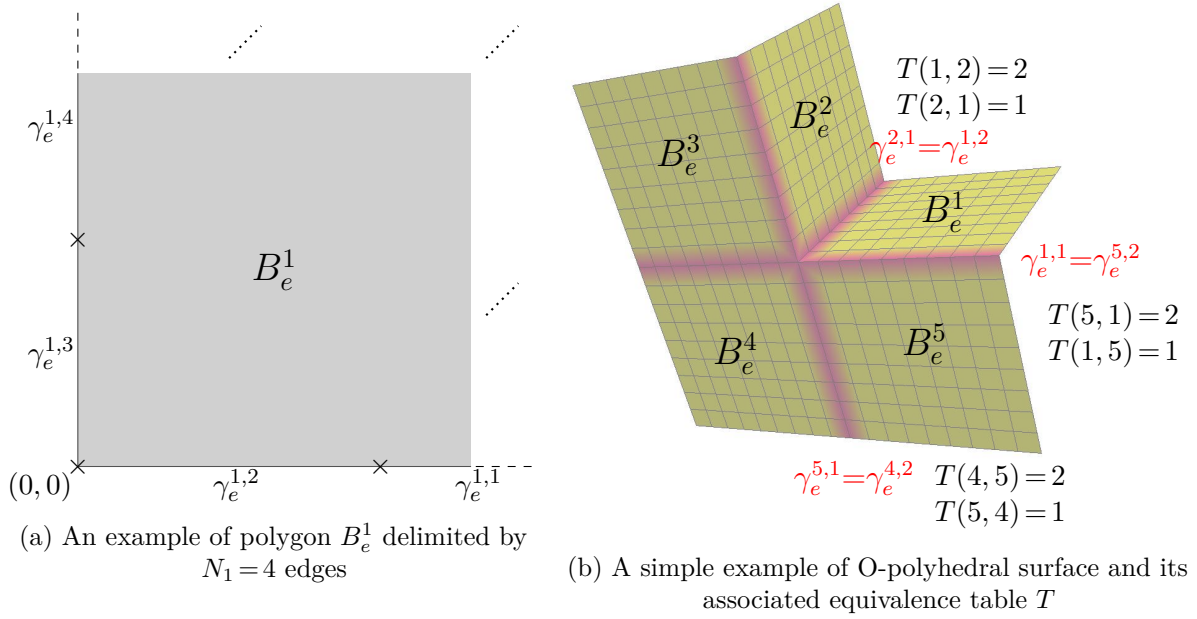 γ_e^{1,4}
B_e^1
γ_e^{1,3}
(0, 0)
γ_e^{1,2}
γ_e^{1,1}
(a) An example of polygon B_e^1 delimited by
N_1 = 4 edges
T(1, 2) = 2
T(2, 1) = 1
γ_e^{2,1} = γ_e^{1,2}
B_e^2
B_e^3
B_e^1
γ_e^{1,1} = γ_e^{5,2}
T(5, 1) = 2
T(1, 5) = 1
B_e^4
B_e^5
γ_e^{5,1} = γ_e^{4,2}
T(4, 5) = 2
T(5, 4) = 1
(b) A simple example of O-polyhedral surface and its
associated equivalence table T